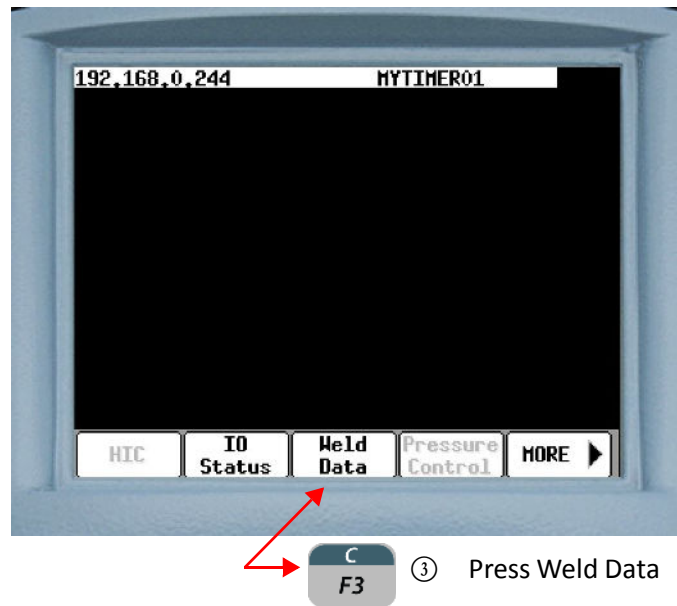 192,168,0,244 MYTIMER01
HIC IO Status Weld Data Pressure Control MORE
C
F3
③ Press Weld Data